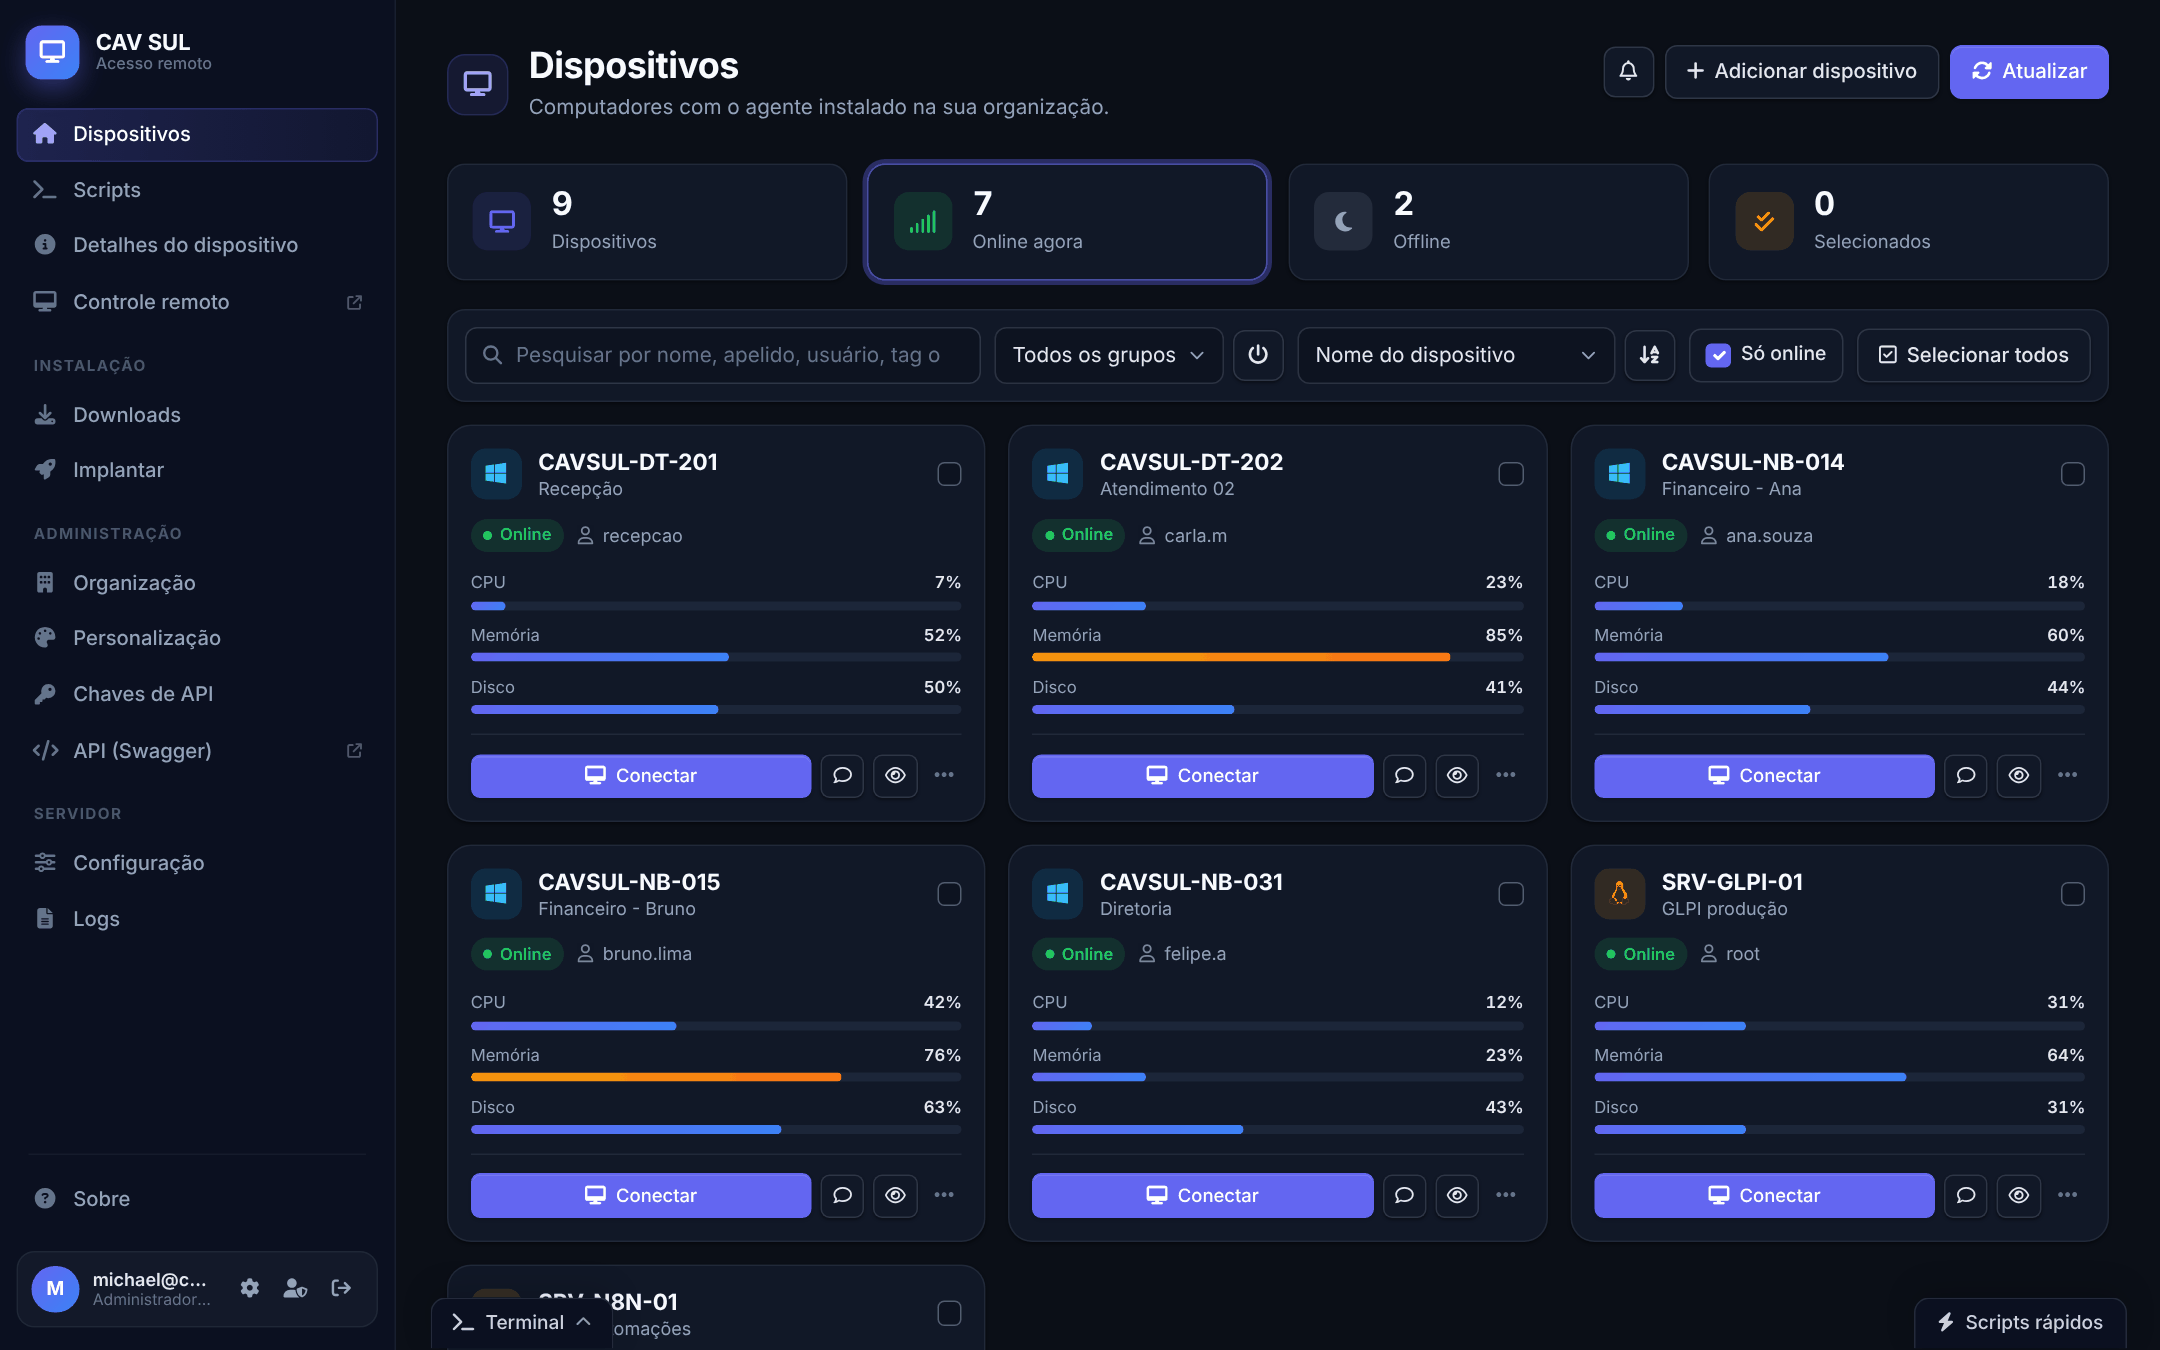 CAV SUL
Acesso remoto
Dispositivos
Scripts
Detalhes do dispositivo
Controle remoto
INSTALAÇÃO
Downloads
Implantar
ADMINISTRAÇÃO
Organização
Personalização
Chaves de API
API (Swagger)
SERVIDOR
Configuração
Logs
Sobre
M
michael@c...
Administrador...
Dispositivos
Computadores com o agente instalado na sua organização.
Adicionar dispositivo
Atualizar
9
Dispositivos
7
Online agora
2
Offline
0
Selecionados
Pesquisar por nome, apelido, usuário, tag o
Todos os grupos
Nome do dispositivo
Só online
Selecionar todos
CAVSUL-DT-201
Recepção
Online recepcao
CPU 7%
Memória 52%
Disco 50%
Conectar
CAVSUL-DT-202
Atendimento 02
Online carla.m
CPU 23%
Memória 85%
Disco 41%
Conectar
CAVSUL-NB-014
Financeiro - Ana
Online ana.souza
CPU 18%
Memória 60%
Disco 44%
Conectar
CAVSUL-NB-015
Financeiro - Bruno
Online bruno.lima
CPU 42%
Memória 76%
Disco 63%
Conectar
CAVSUL-NB-031
Diretoria
Online felipe.a
CPU 12%
Memória 23%
Disco 43%
Conectar
SRV-GLPI-01
GLPI produção
Online root
CPU 31%
Memória 64%
Disco 31%
Conectar
SRV-N8N-01
omações
Terminal
Scripts rápidos